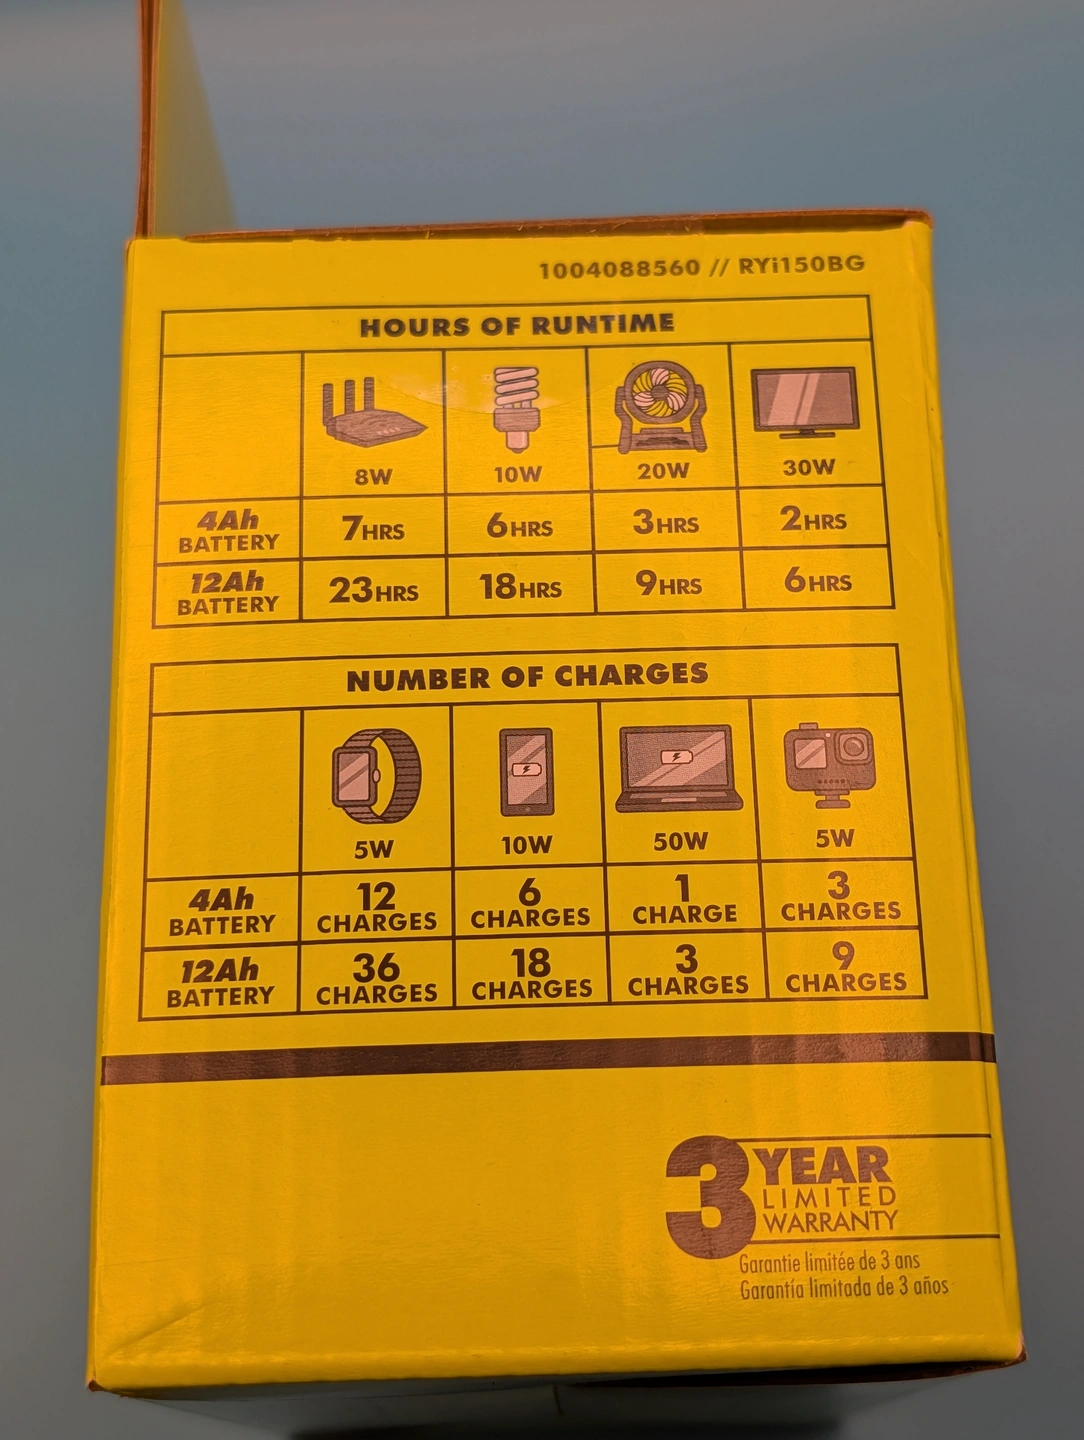 1004088560 // RYi150BG
HOURS OF RUNTIME
8W 10W 20W 30W
4Ah BATTERY 7HRS 6HRS 3HRS 2HRS
12Ah BATTERY 23HRS 18HRS 9HRS 6HRS
NUMBER OF CHARGES
5W 10W 50W 5W
4Ah BATTERY 12 CHARGES 6 CHARGES 1 CHARGE 3 CHARGES
12Ah BATTERY 36 CHARGES 18 CHARGES 3 CHARGES 9 CHARGES
3 YEAR
LIMITED
WARRANTY
Garantie limitée de 3 ans
Garantía limitada de 3 años